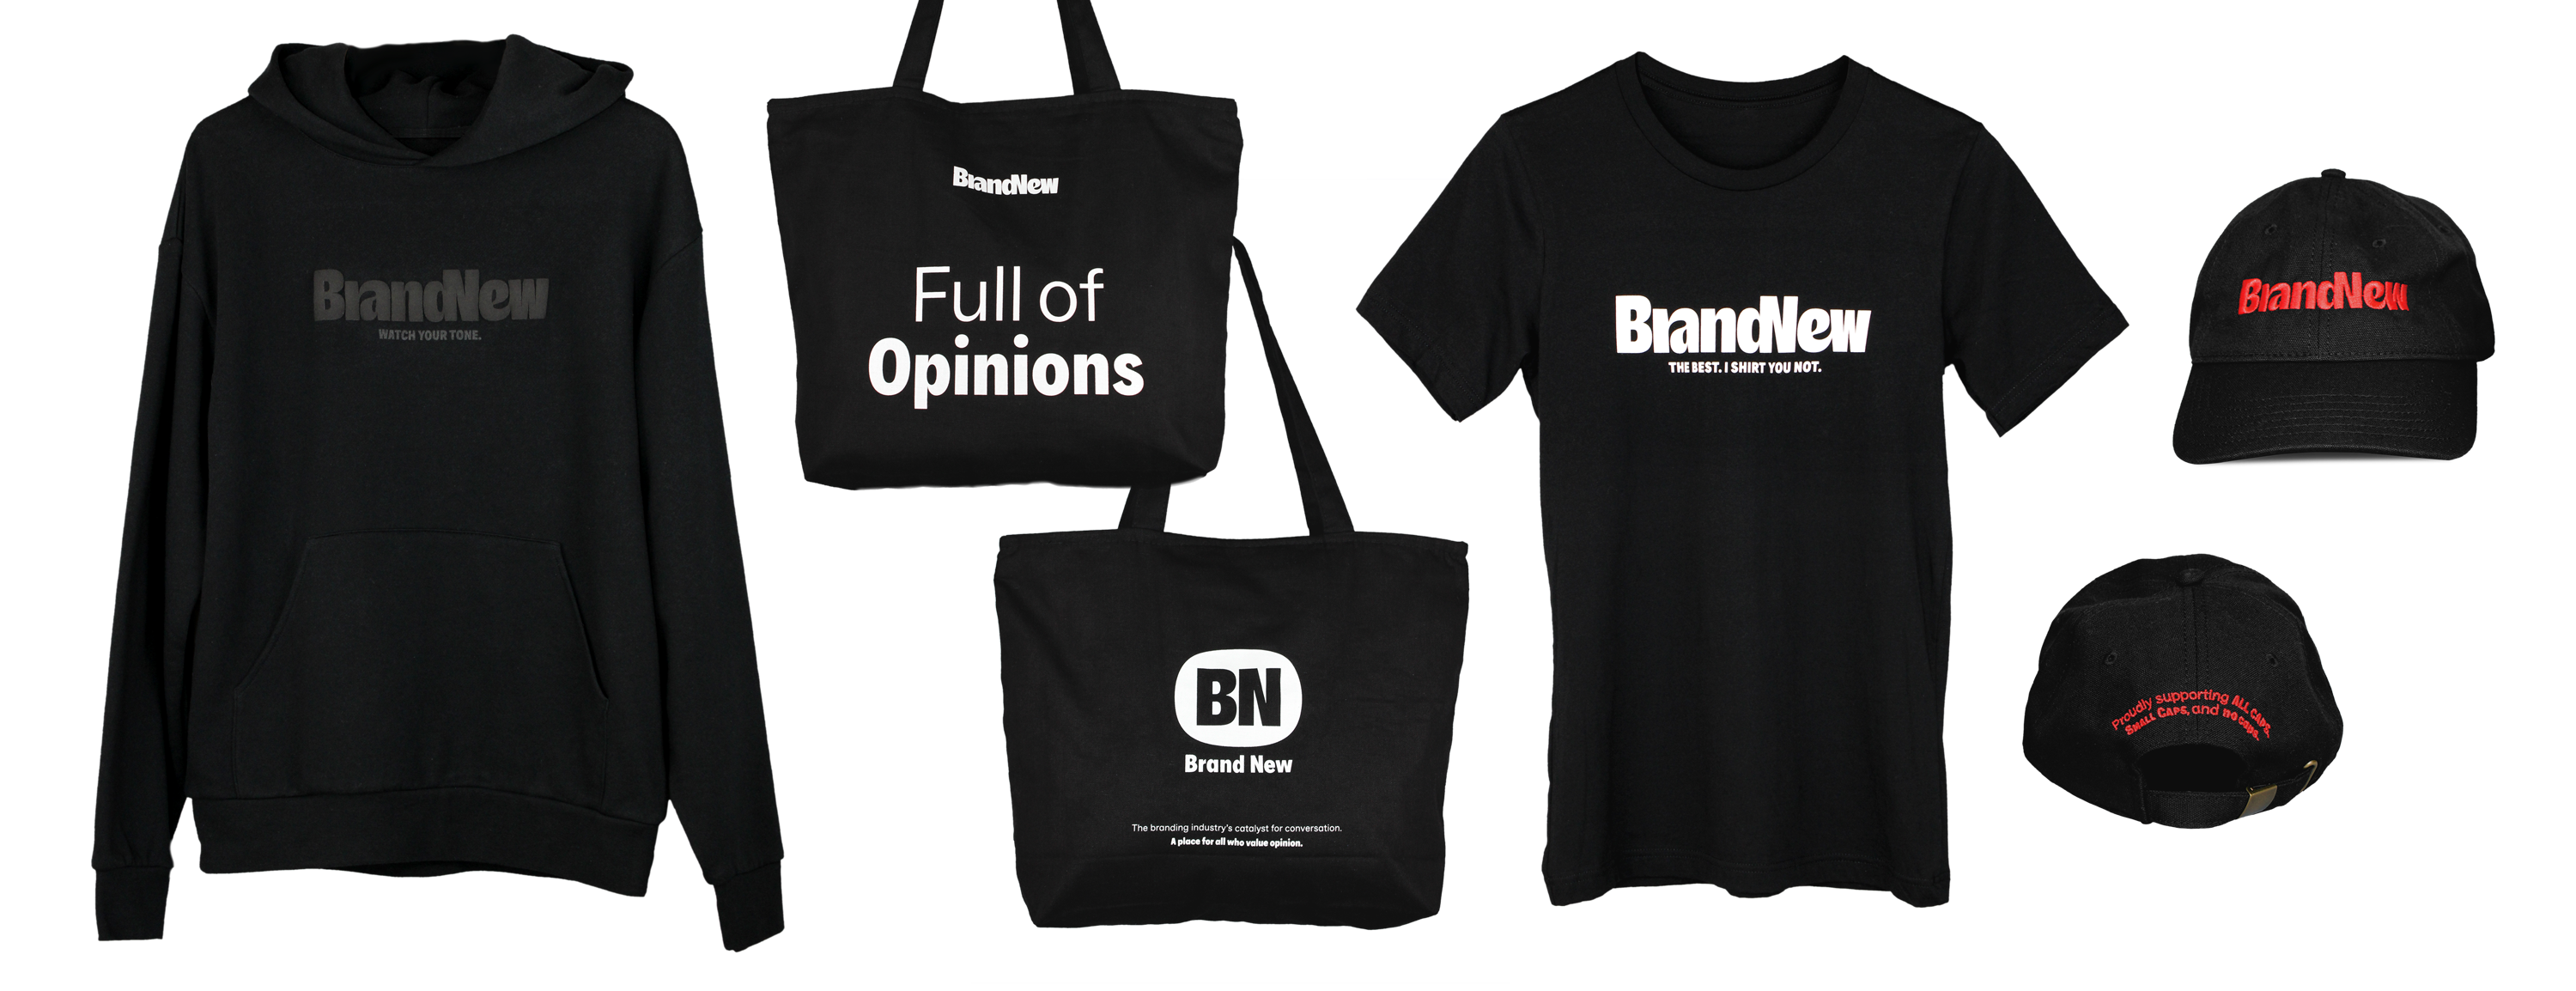 BrandNew
WATCH YOUR TONE.
BrandNew
Full of
Opinions
BN
Brand New
The branding industry's catalyst for conversation.
A place for all who value opinion.
BrandNew
THE BEST. I SHIRT YOU NOT.
BrandNew
Proudly supporting ALL CAPS,
SMALL CAPS, and no caps.